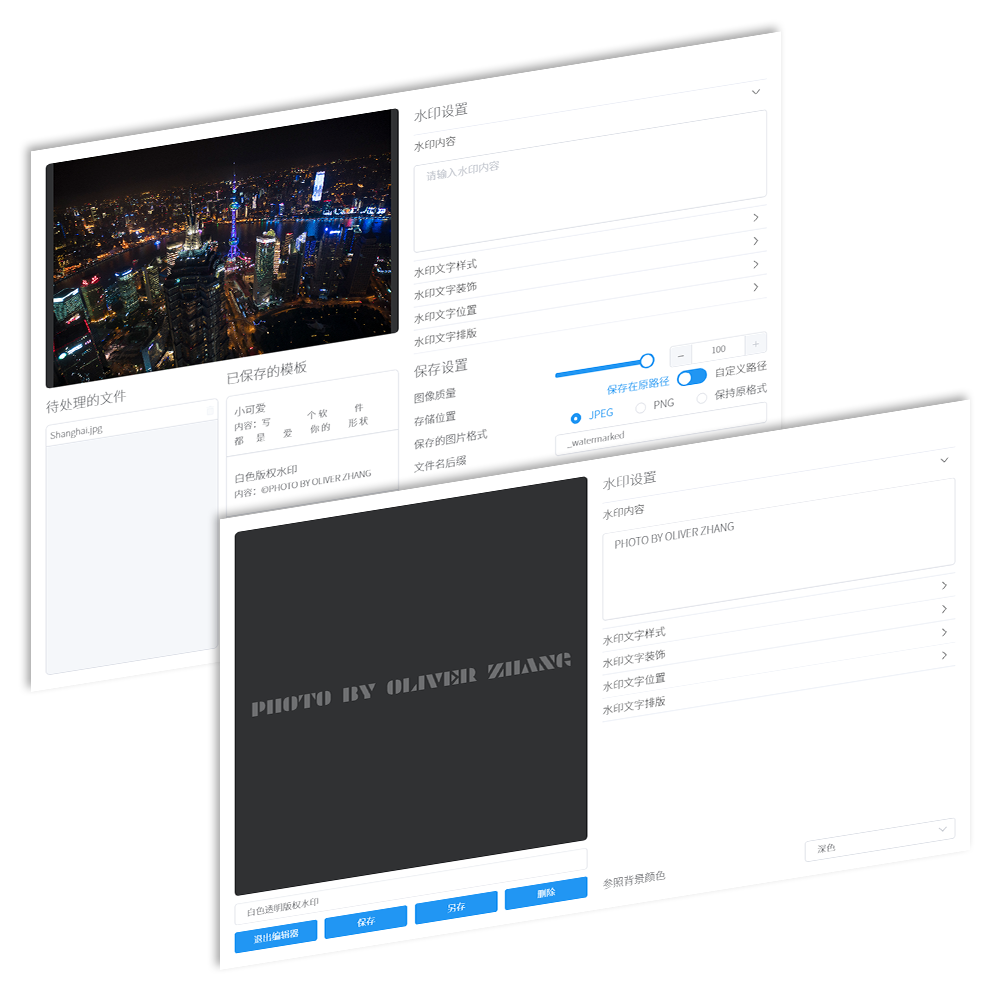 水印设置
水印内容
请输入水印内容
水印文字样式
水印文字装饰
水印文字位置
水印文字排版
保存设置
图像质量
100
存储位置
保存在原路径
自定义路径
保存的图片格式
JPEG
PNG
保持原格式
文件名后缀
_watermarked
待处理的文件
Shanghai.jpg
已保存的模板
小可爱
内容：写 个软 件
都 是 爱 你的 形状
白色版权水印
内容：©PHOTO BY OLIVER ZHANG
PHOTO BY OLIVER ZHANG
白色透明版权水印
退出编辑器
保存
另存
删除
水印设置
水印内容
PHOTO BY OLIVER ZHANG
水印文字样式
水印文字装饰
水印文字位置
水印文字排版
参照背景颜色
深色